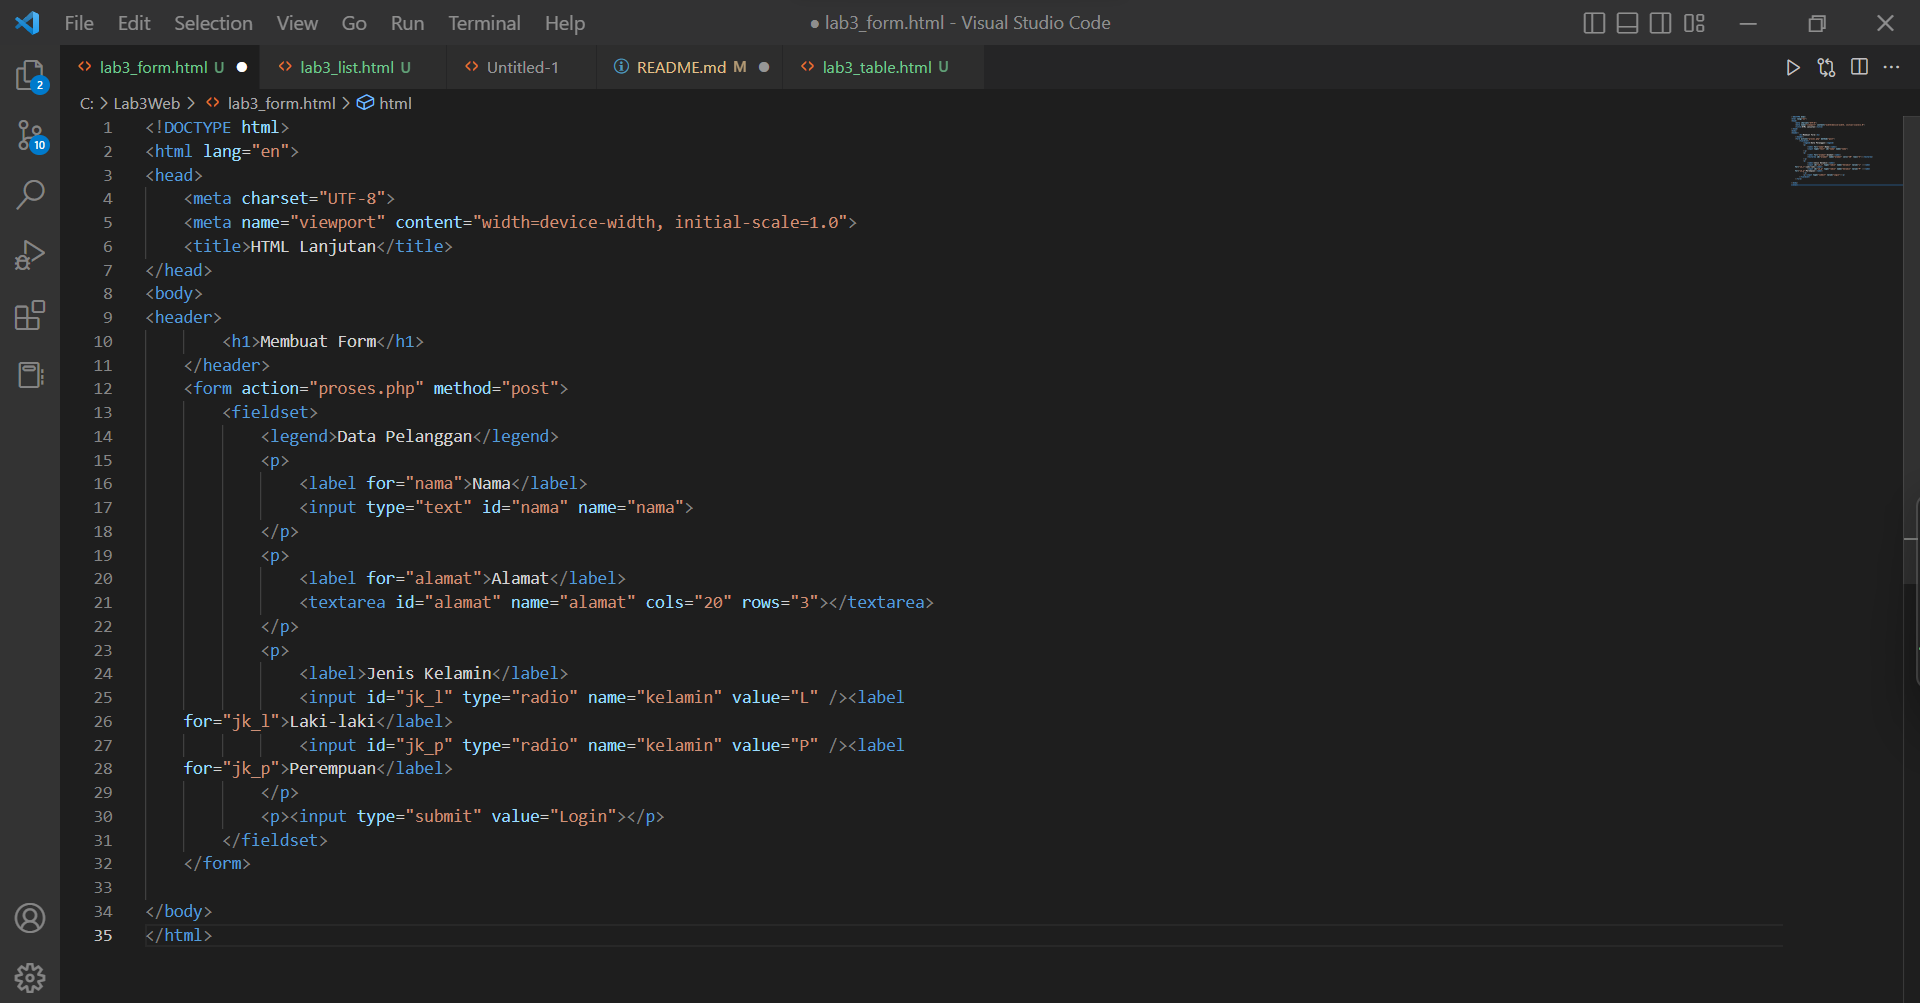 File Edit Selection View Go Run Terminal Help ● lab3_form.html - Visual Studio Code
lab3_form.html U ● lab3_list.html U Untitled-1 README.md M ● lab3_table.html U
C: > Lab3Web > lab3_form.html > html
2
10
1 <!DOCTYPE html>
2 <html lang="en">
3 <head>
4     <meta charset="UTF-8">
5     <meta name="viewport" content="width=device-width, initial-scale=1.0">
6     <title>HTML Lanjutan</title>
7 </head>
8 <body>
9 <header>
10         <h1>Membuat Form</h1>
11     </header>
12     <form action="proses.php" method="post">
13         <fieldset>
14             <legend>Data Pelanggan</legend>
15             <p>
16                 <label for="nama">Nama</label>
17                 <input type="text" id="nama" name="nama">
18             </p>
19             <p>
20                 <label for="alamat">Alamat</label>
21                 <textarea id="alamat" name="alamat" cols="20" rows="3"></textarea>
22             </p>
23             <p>
24                 <label>Jenis Kelamin</label>
25                 <input id="jk_l" type="radio" name="kelamin" value="L" /><label
26     for="jk_l">Laki-laki</label>
27                 <input id="jk_p" type="radio" name="kelamin" value="P" /><label
28     for="jk_p">Perempuan</label>
29             </p>
30             <p><input type="submit" value="Login"></p>
31         </fieldset>
32     </form>
33
34 </body>
35 </html>